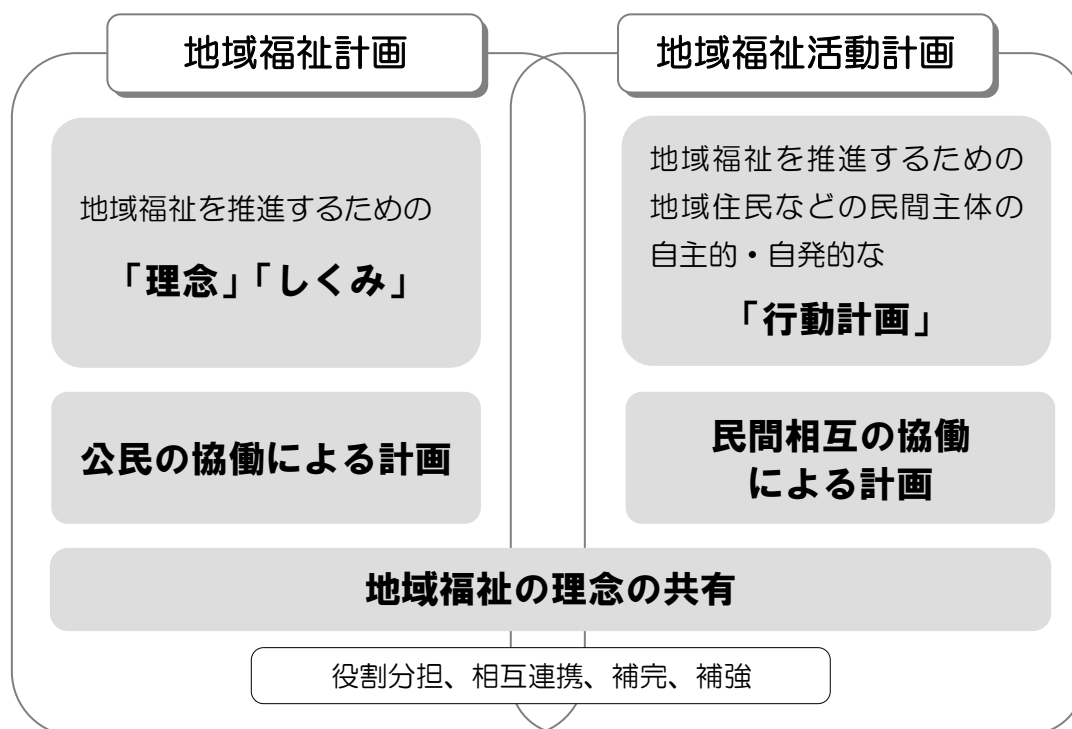 地域福祉計画
地域福祉を推進するための
「理念」「しくみ」
公民の協働による計画
地域福祉活動計画
地域福祉を推進するための
地域住民などの民間主体の
自主的・自発的な
「行動計画」
民間相互の協働
による計画
地域福祉の理念の共有
役割分担、相互連携、補完、補強